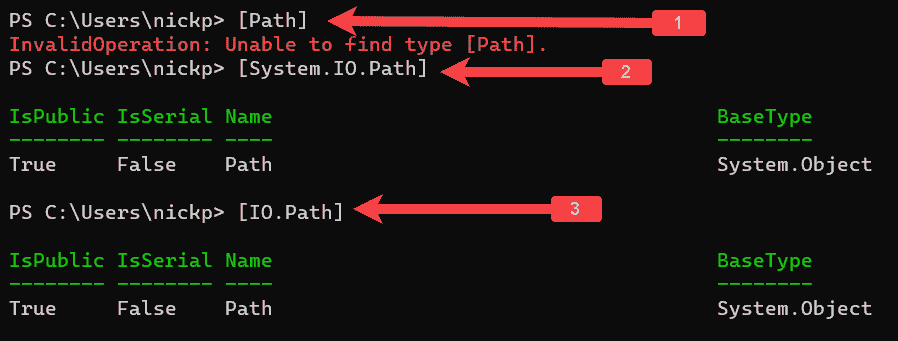 PS C:\Users\nickp> [Path] 1
InvalidOperation: Unable to find type [Path].
PS C:\Users\nickp> [System.IO.Path] 2
IsPublic IsSerial Name BaseType
-------- -------- ---- --------
True False Path System.Object
PS C:\Users\nickp> [IO.Path] 3
IsPublic IsSerial Name BaseType
-------- -------- ---- --------
True False Path System.Object